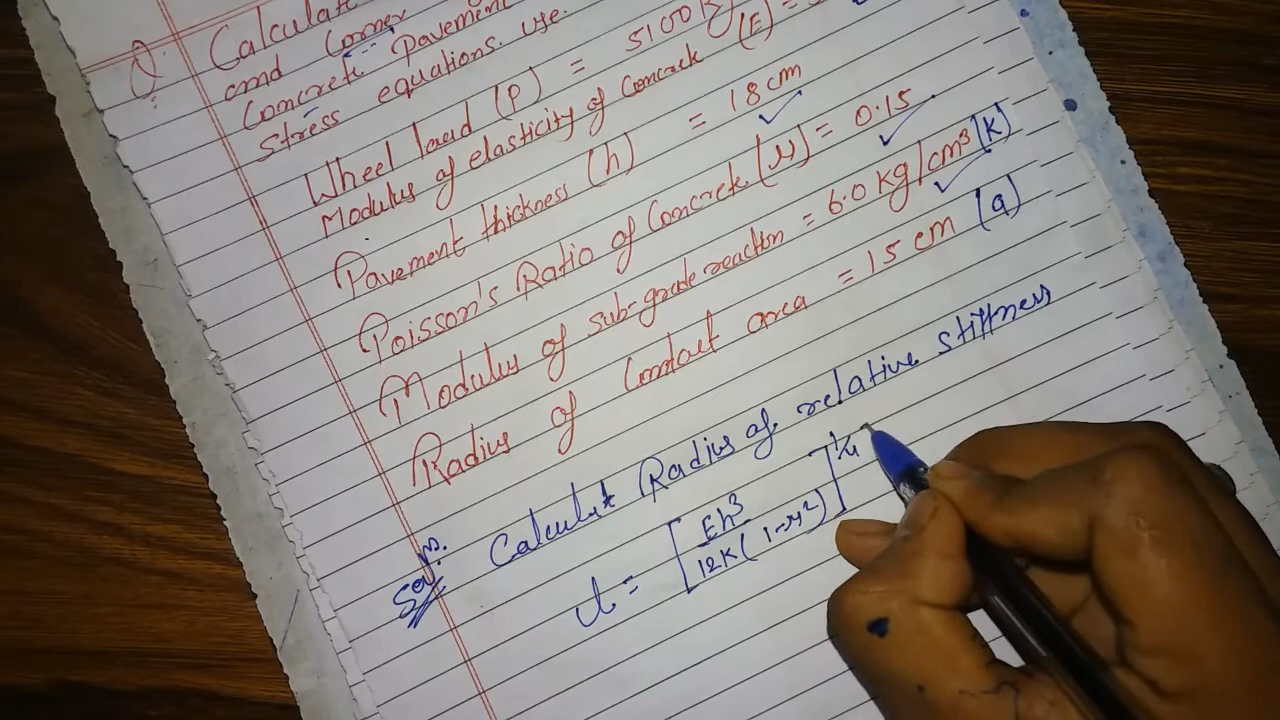 Q. Calculate
and Corner
Concrete pavement
Stress equations. Use.
Wheel load (P) = 5100 kg
Modulus of elasticity of Concrete (E) =
Pavement thickness (h) = 18 cm
Poisson's Ratio of Concrete (μ) = 0.15
Modulus of sub-grade reaction = 6.0 kg/cm³ (K)
Radius of Contact area = 15 cm (a)
Solⁿ. Calculate Radius of relative stiffness
l = [Eh³ / 12K(1-μ²)]^1/4